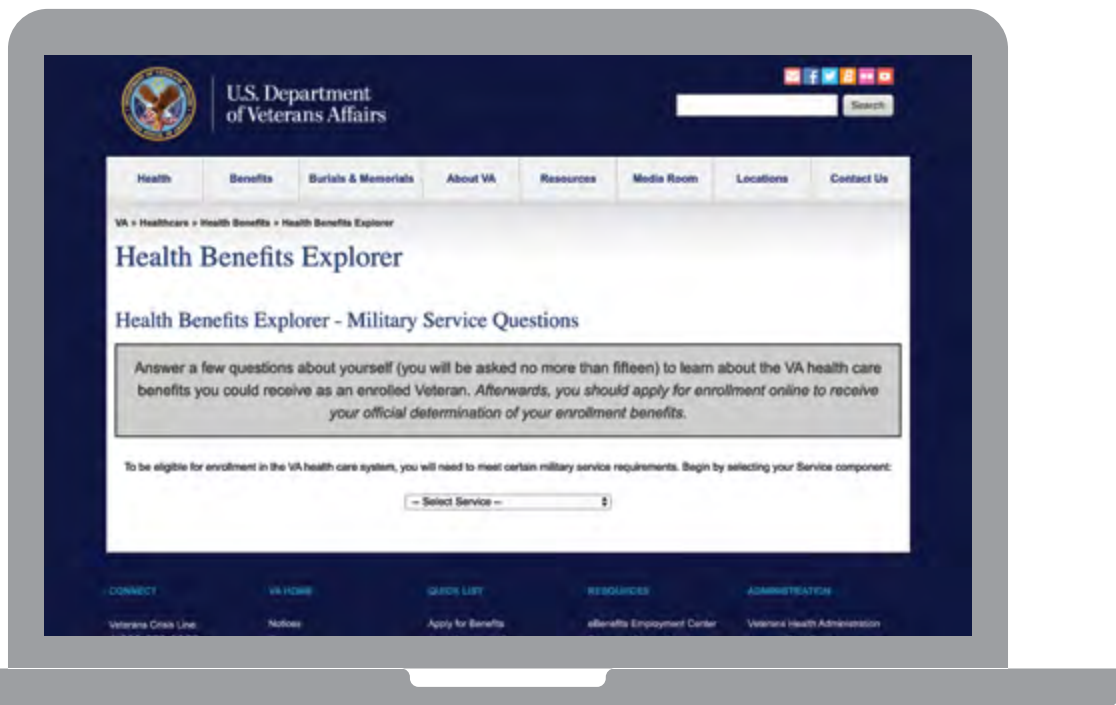 U.S. Department
of Veterans Affairs
Search
Health Benefits Burials & Memorials About VA Resources Media Room Locations Contact Us
VA » Healthcare » Health Benefits » Health Benefits Explorer
Health Benefits Explorer
Health Benefits Explorer - Military Service Questions
Answer a few questions about yourself (you will be asked no more than fifteen) to learn about the VA health care
benefits you could receive as an enrolled Veteran. Afterwards, you should apply for enrollment online to receive
your official determination of your enrollment benefits.
To be eligible for enrollment in the VA health care system, you will need to meet certain military service requirements. Begin by selecting your Service component:
-- Select Service --
CONNECT VA HOME QUICK LIST RESOURCES ADMINISTRATION
Veterans Crisis Line: Notices Apply for Benefits eBenefits Employment Center Veterans Health Administration